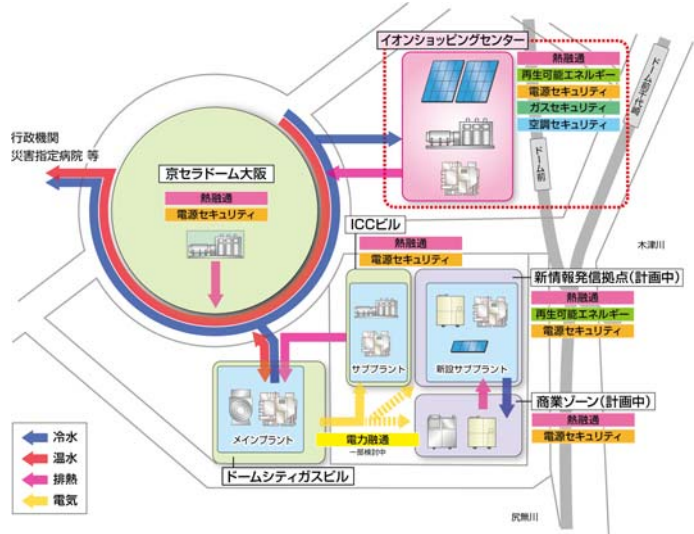 イオンショッピングセンター
熱融通
再生可能エネルギー
電源セキュリティ
ガスセキュリティ
空調セキュリティ
ドーム前千代崎
ドーム前
行政機関
災害指定病院 等
京セラドーム大阪
熱融通
電源セキュリティ
ICCビル
熱融通
電源セキュリティ
木津川
新情報発信拠点(計画中)
熱融通
再生可能エネルギー
電源セキュリティ
サブプラント
新設サブプラント
商業ゾーン(計画中)
熱融通
電源セキュリティ
メインプラント
電力融通
一部検討中
ドームシティガスビル
冷水
温水
排熱
電気
尻無川